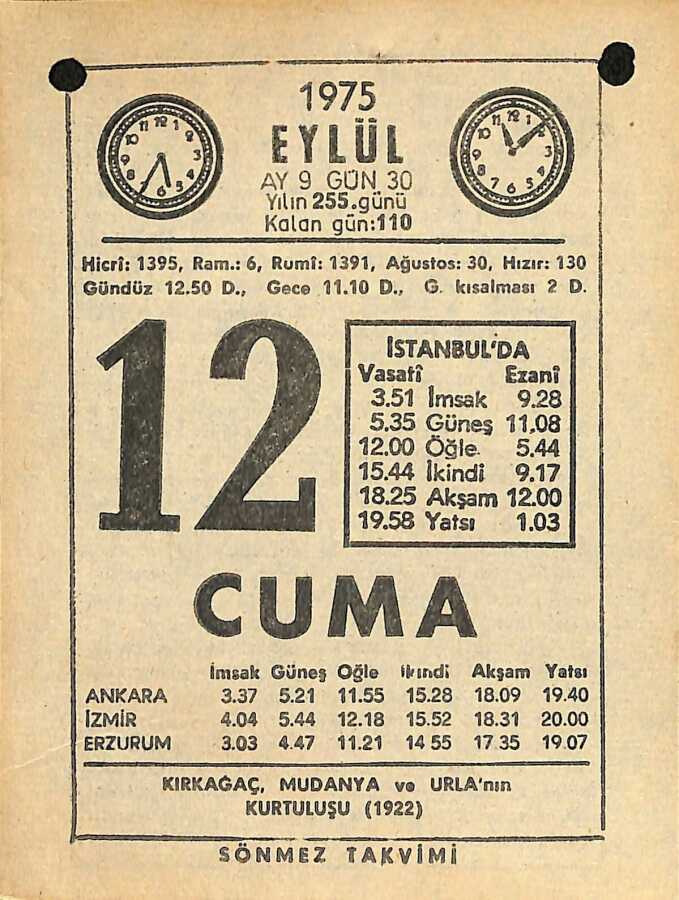 1975
EYLÜL
AY 9 GÜN 30
Yılın 255.günü
Kalan gün:110
Hicrî: 1395, Ram.: 6, Rumî: 1391, Ağustos: 30, Hızır: 130
Gündüz 12.50 D., Gece 11.10 D., G. kısalması 2 D.
12
İSTANBUL'DA
Vasatî Ezanî
3.51 İmsak 9.28
5.35 Güneş 11.08
12.00 Öğle 5.44
15.44 İkindi 9.17
18.25 Akşam 12.00
19.58 Yatsı 1.03
CUMA
İmsak Güneş Öğle İkindi Akşam Yatsı
ANKARA 3.37 5.21 11.55 15.28 18.09 19.40
İZMİR 4.04 5.44 12.18 15.52 18.31 20.00
ERZURUM 3.03 4.47 11.21 14 55 17 35 19 07
KIRKAĞAÇ, MUDANYA ve URLA'nın
KURTULUŞU (1922)
SÖNMEZ TAKVİMİ